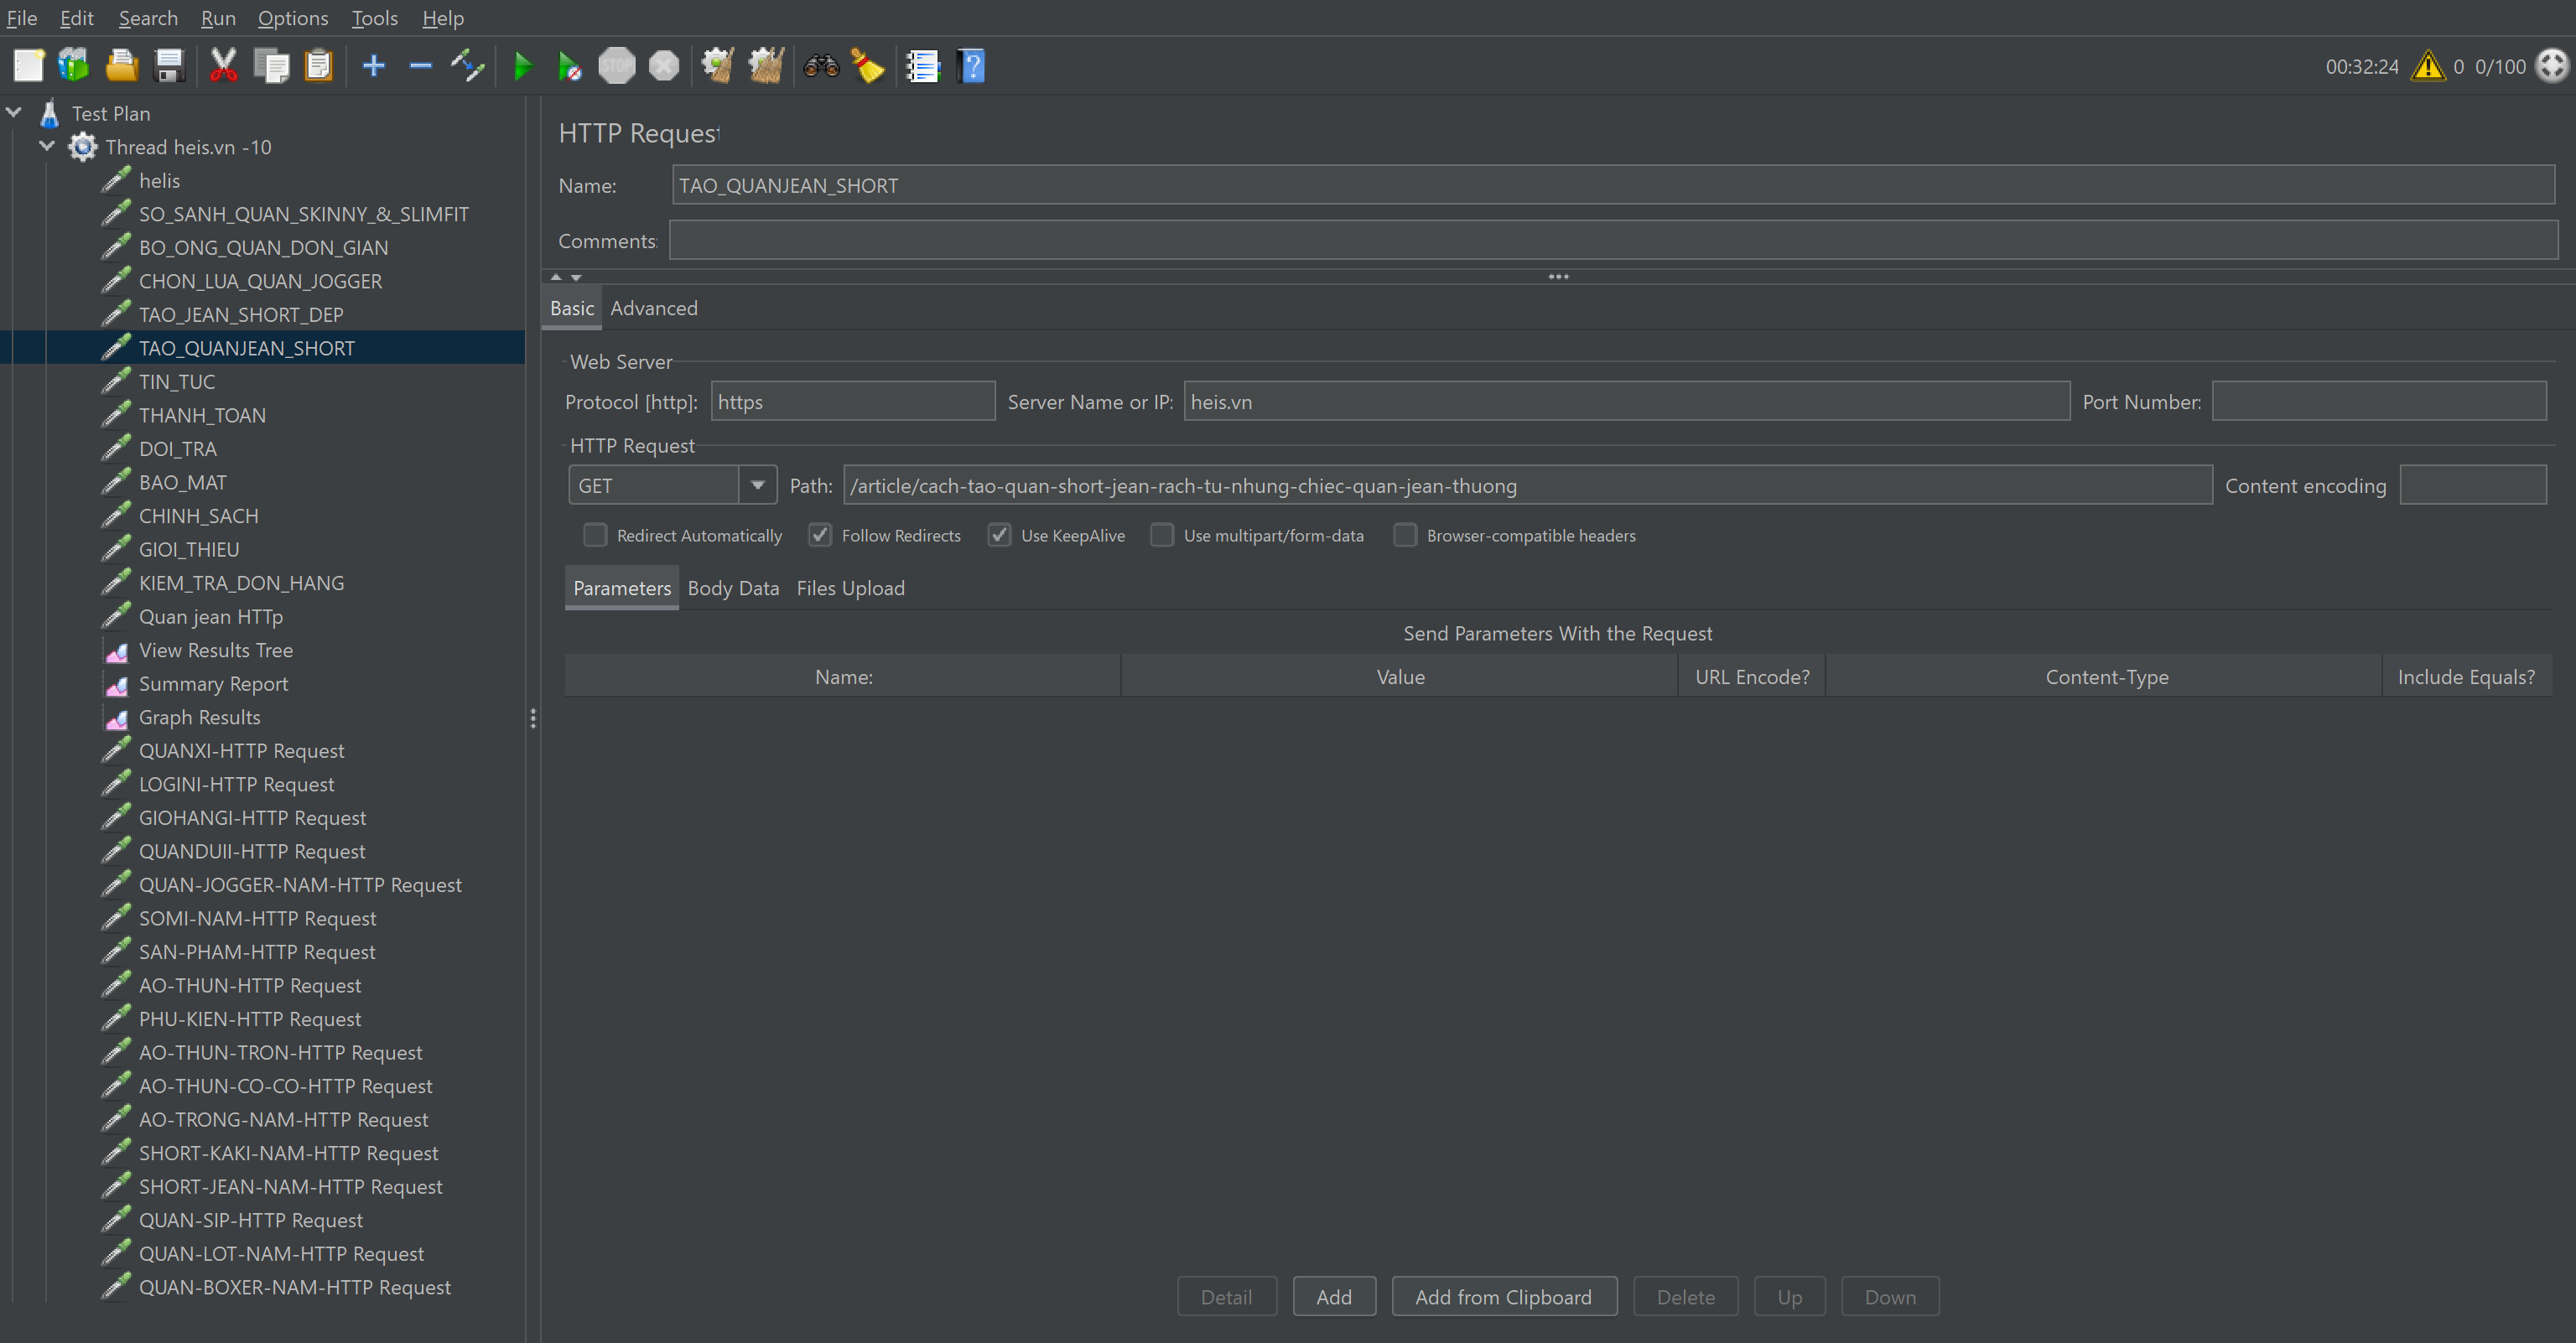 File Edit Search Run Options Tools Help
STOP
00:32:24 0 0/100
Test Plan
Thread heis.vn -10
helis
SO_SANH_QUAN_SKINNY_&_SLIMFIT
BO_ONG_QUAN_DON_GIAN
CHON_LUA_QUAN_JOGGER
TAO_JEAN_SHORT_DEP
TAO_QUANJEAN_SHORT
TIN_TUC
THANH_TOAN
DOI_TRA
BAO_MAT
CHINH_SACH
GIOI_THIEU
KIEM_TRA_DON_HANG
Quan jean HTTp
View Results Tree
Summary Report
Graph Results
QUANXI-HTTP Request
LOGINI-HTTP Request
GIOHANGI-HTTP Request
QUANDUII-HTTP Request
QUAN-JOGGER-NAM-HTTP Request
SOMI-NAM-HTTP Request
SAN-PHAM-HTTP Request
AO-THUN-HTTP Request
PHU-KIEN-HTTP Request
AO-THUN-TRON-HTTP Request
AO-THUN-CO-CO-HTTP Request
AO-TRONG-NAM-HTTP Request
SHORT-KAKI-NAM-HTTP Request
SHORT-JEAN-NAM-HTTP Request
QUAN-SIP-HTTP Request
QUAN-LOT-NAM-HTTP Request
QUAN-BOXER-NAM-HTTP Request
HTTP Request
Name: TAO_QUANJEAN_SHORT
Comments:
Basic Advanced
Web Server
Protocol [http]: https Server Name or IP: heis.vn Port Number:
HTTP Request
GET Path: /article/cach-tao-quan-short-jean-rach-tu-nhung-chiec-quan-jean-thuong Content encoding
Redirect Automatically Follow Redirects Use KeepAlive Use multipart/form-data Browser-compatible headers
Parameters Body Data Files Upload
Send Parameters With the Request
Name: Value URL Encode? Content-Type Include Equals?
Detail Add Add from Clipboard Delete Up Down